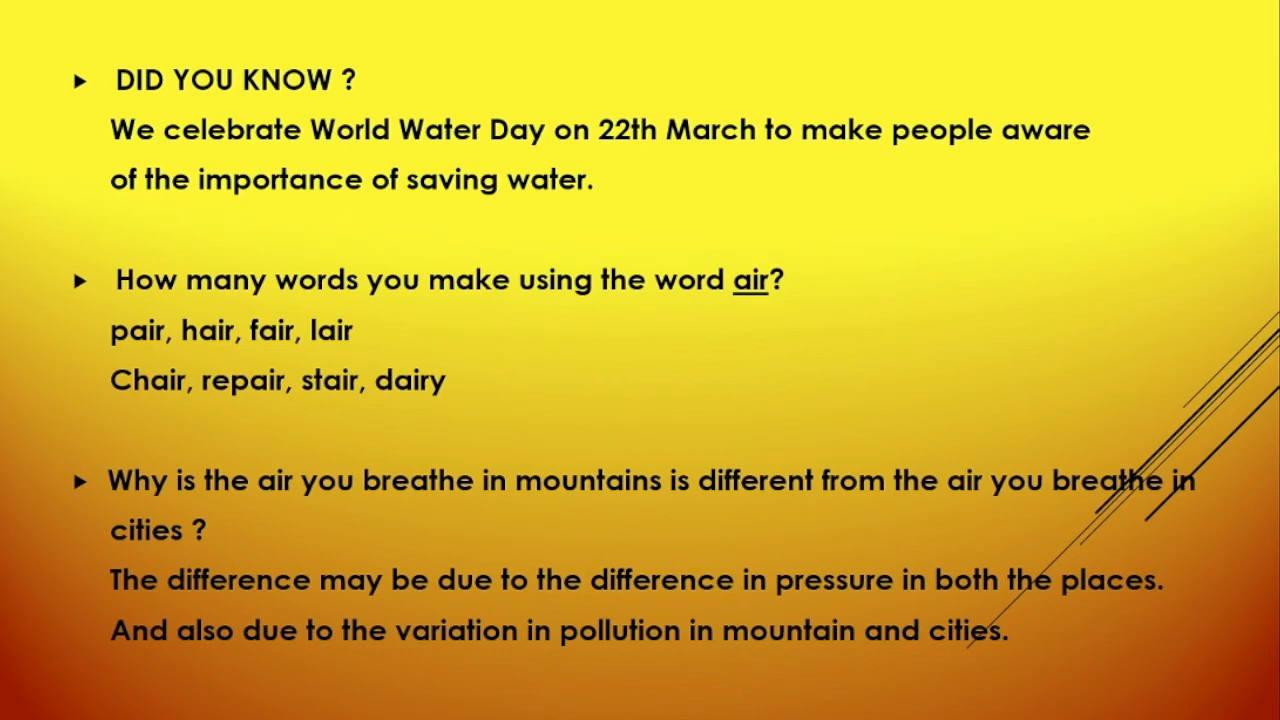 DID YOU KNOW ?
We celebrate World Water Day on 22th March to make people aware
of the importance of saving water.
How many words you make using the word air?
pair, hair, fair, lair
Chair, repair, stair, dairy
Why is the air you breathe in mountains is different from the air you breathe in
cities ?
The difference may be due to the difference in pressure in both the places.
And also due to the variation in pollution in mountain and cities.